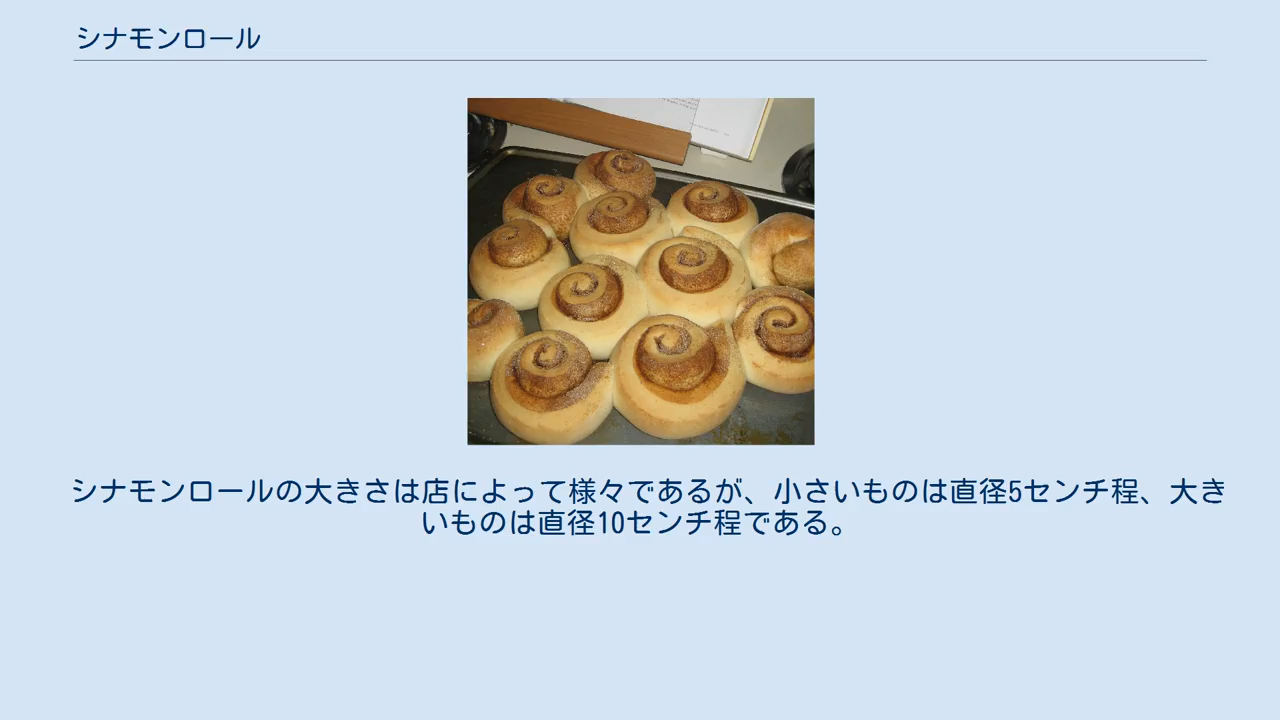 シナモンロール
シナモンロールの大きさは店によって様々であるが、小さいものは直径5センチ程、大き
いものは直径10センチ程である。